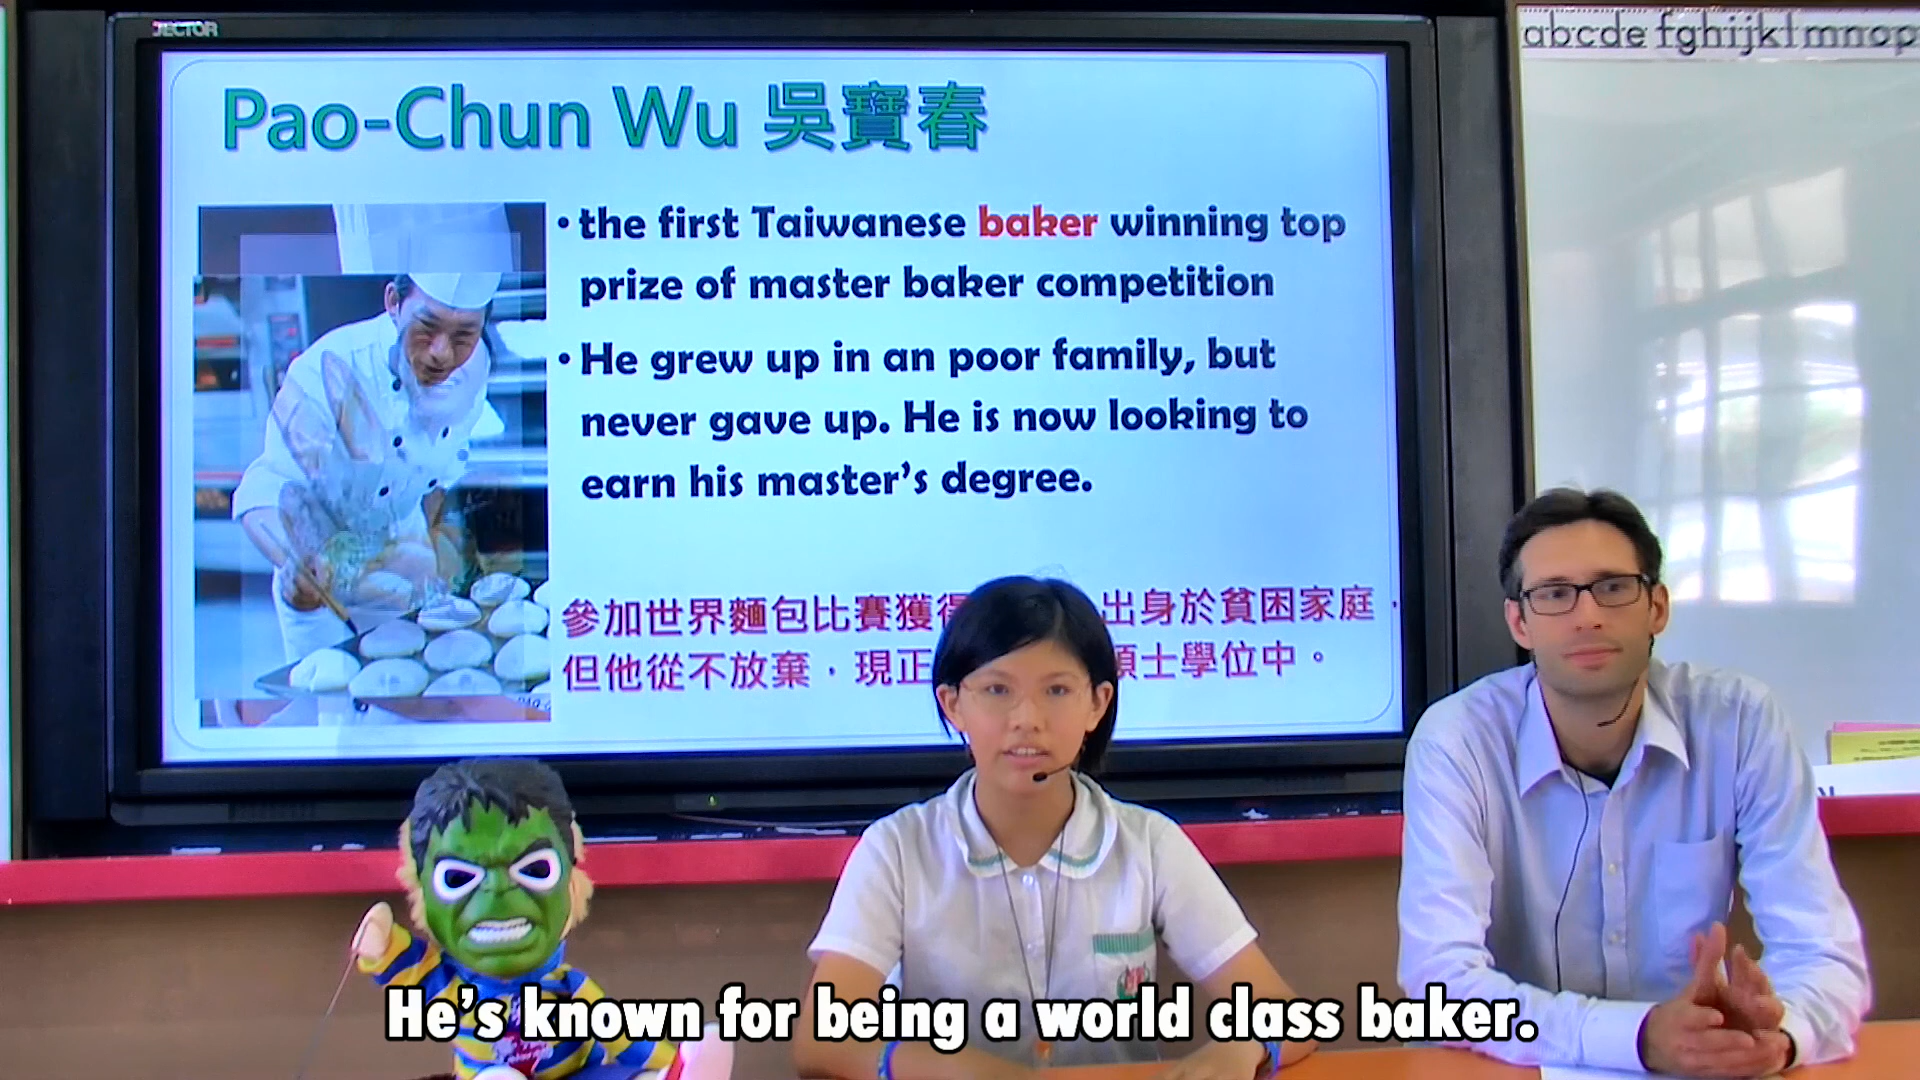 JECTOR
abcde fghijklmnop
Pao-Chun Wu 吳寶春
• the first Taiwanese baker winning top
prize of master baker competition
• He grew up in an poor family, but
never gave up. He is now looking to
earn his master's degree.
參加世界麵包比賽獲 出身於貧困家庭，
但他從不放棄，現正 碩士學位中。
He's known for being a world class baker.